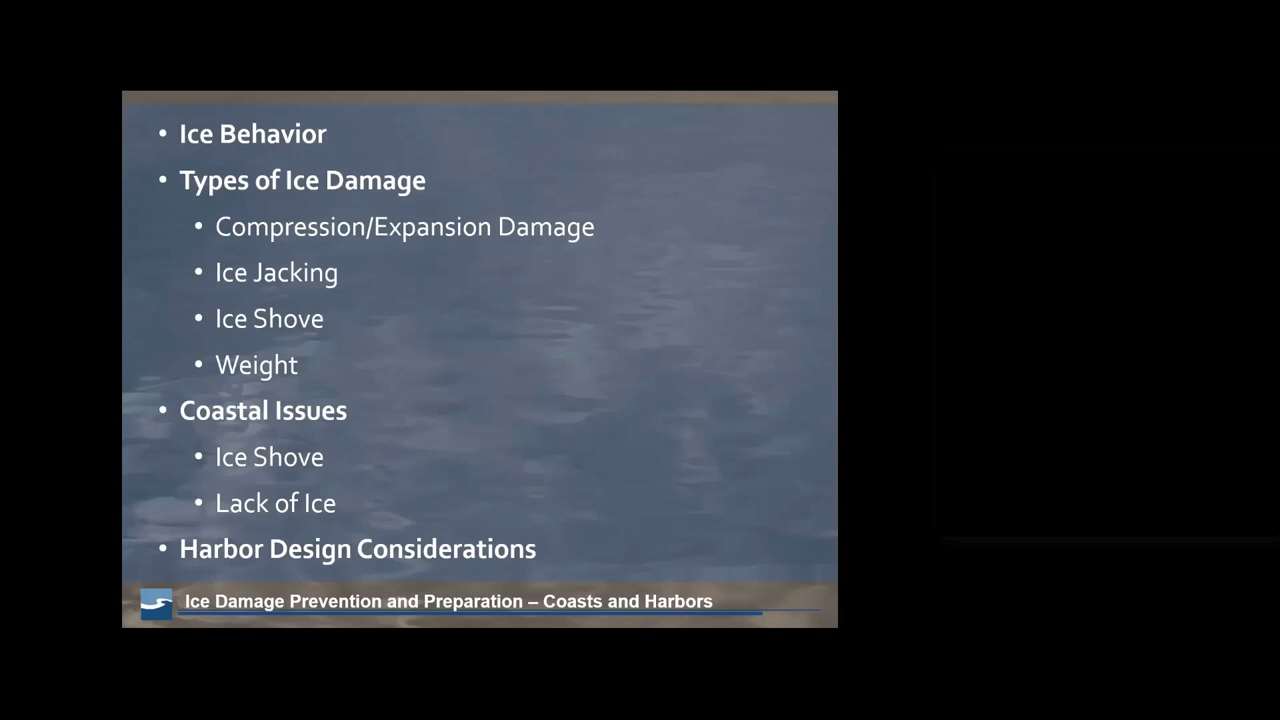 • Ice Behavior
• Types of Ice Damage
• Compression/Expansion Damage
• Ice Jacking
• Ice Shove
• Weight
• Coastal Issues
• Ice Shove
• Lack of Ice
• Harbor Design Considerations
Ice Damage Prevention and Preparation – Coasts and Harbors